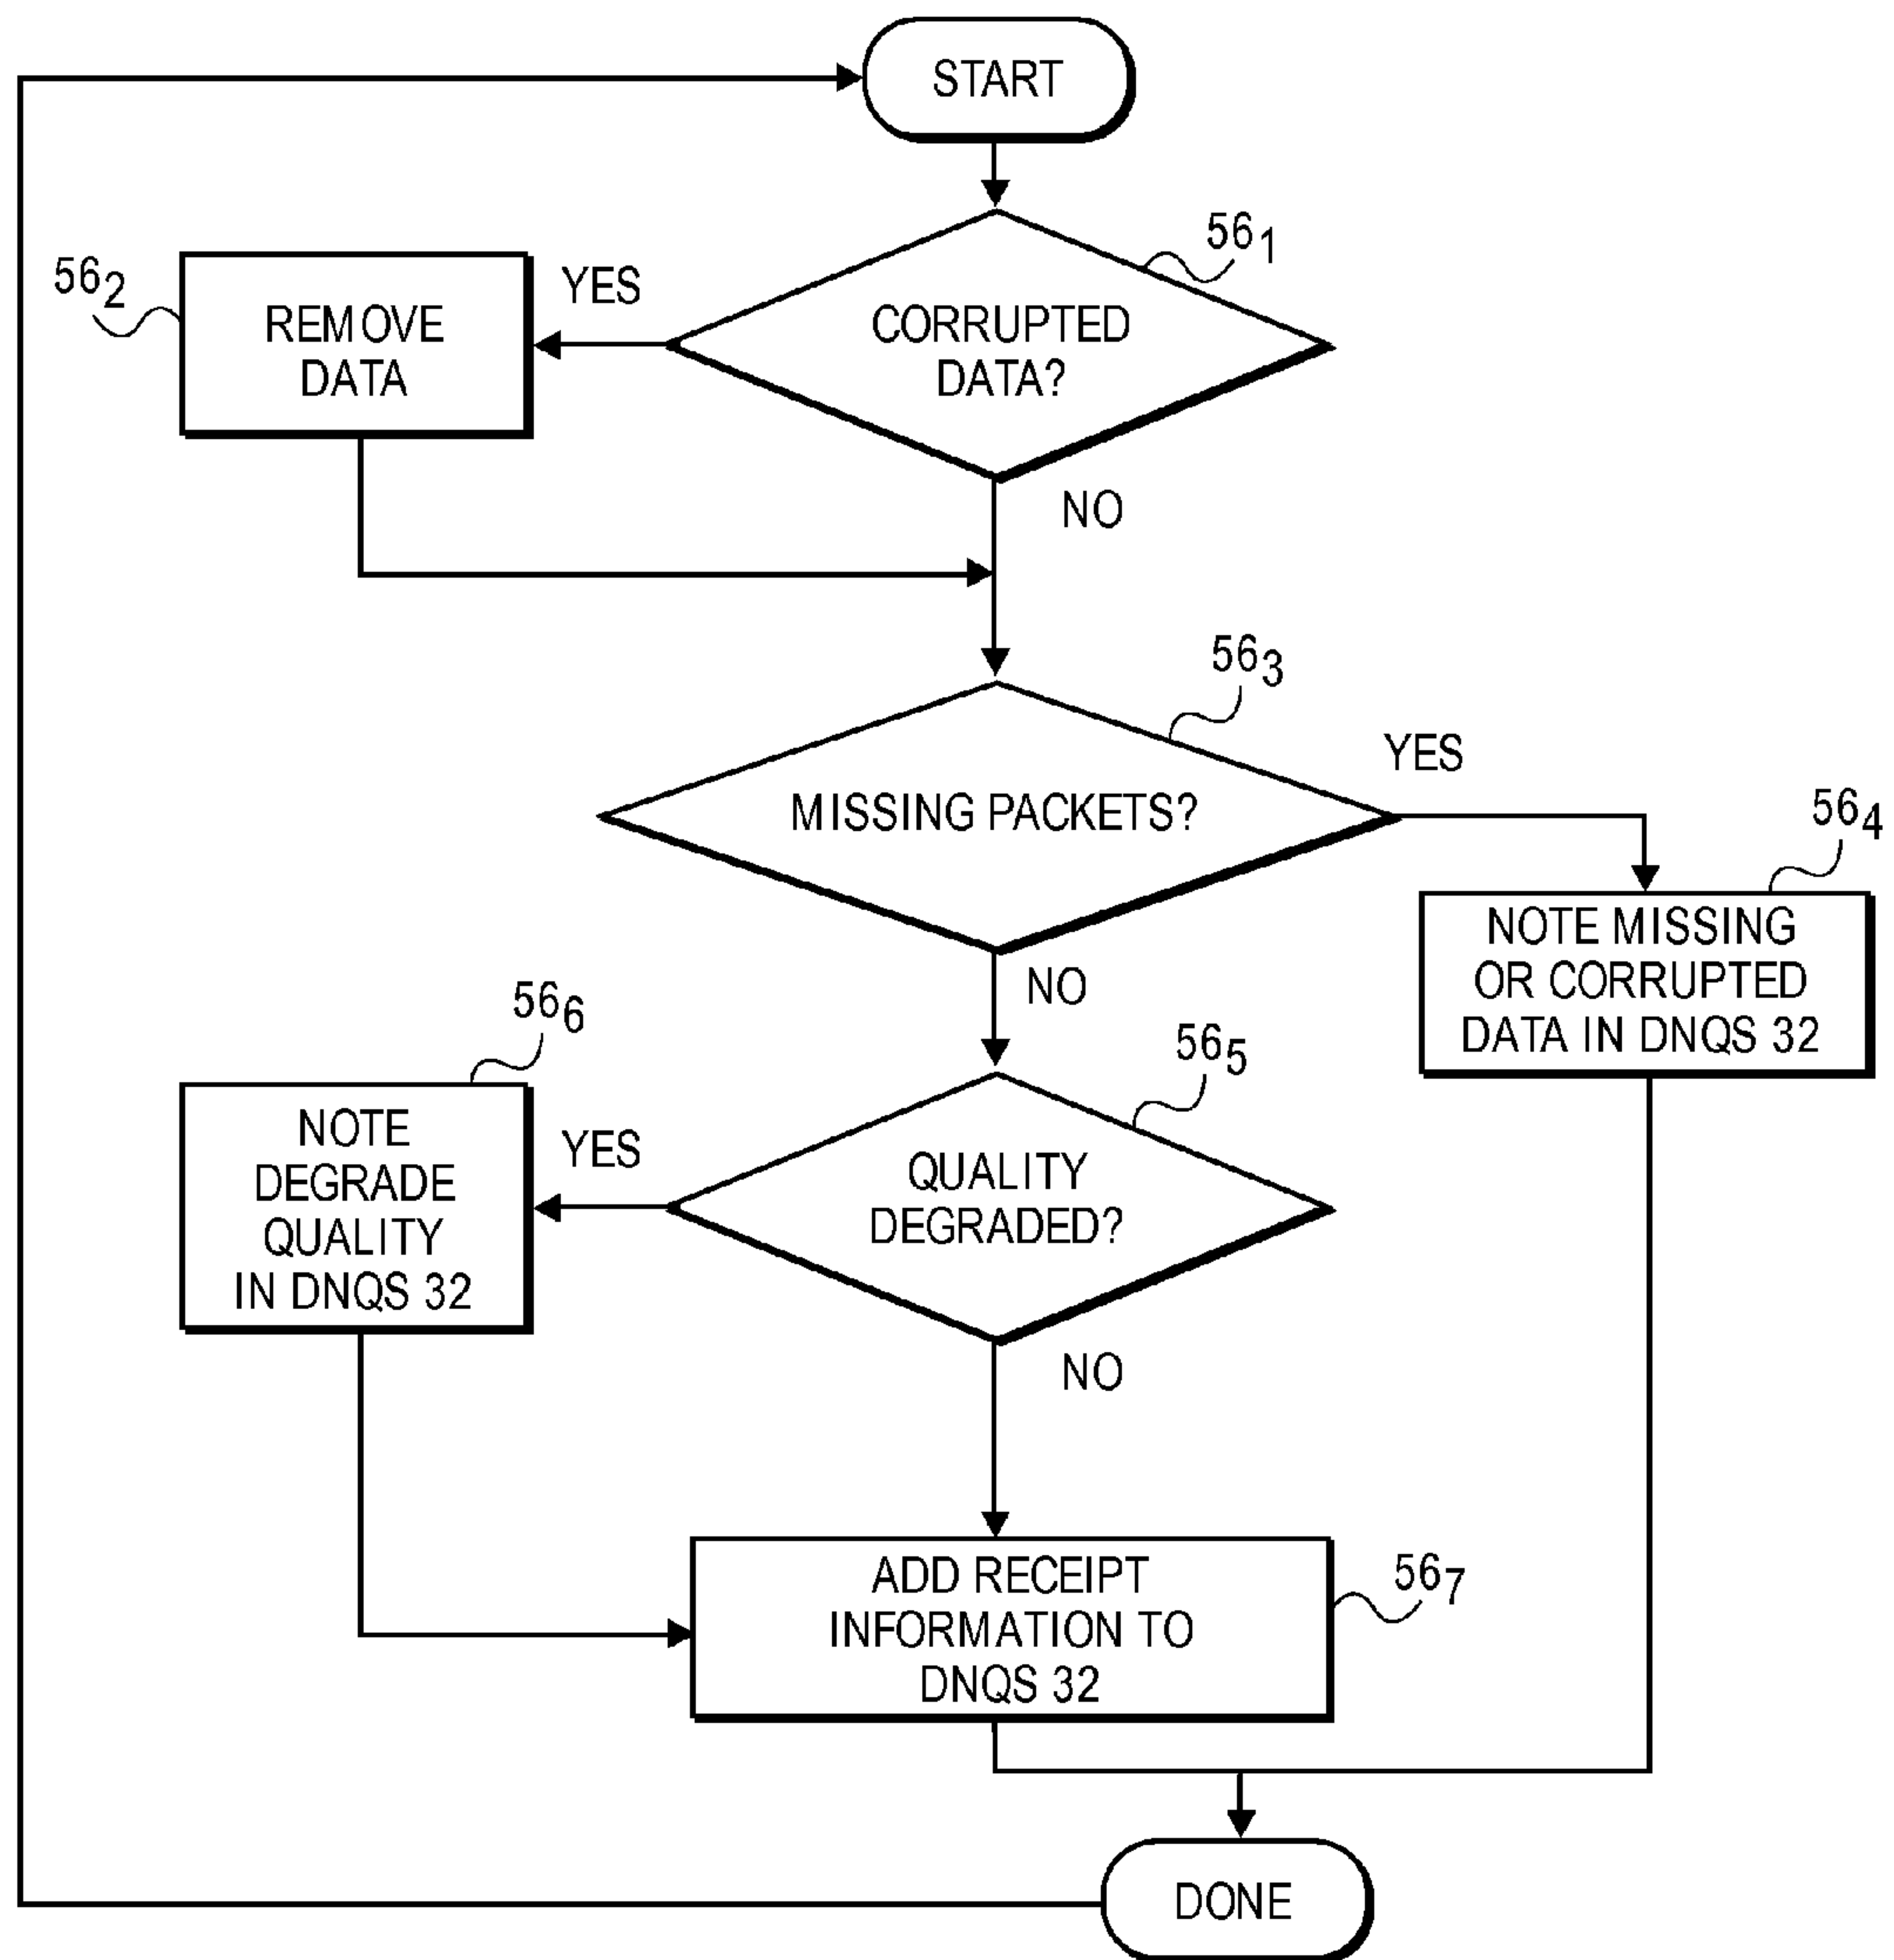 START
56₁
56₂
YES
REMOVE
DATA
CORRUPTED
DATA?
NO
56₃
YES
MISSING PACKETS?
56₄
NOTE MISSING
OR CORRUPTED
DATA IN DNQS 32
NO
56₆
56₅
NOTE
DEGRADE
QUALITY
IN DNQS 32
YES
QUALITY
DEGRADED?
NO
ADD RECEIPT
INFORMATION TO
DNQS 32
56₇
DONE